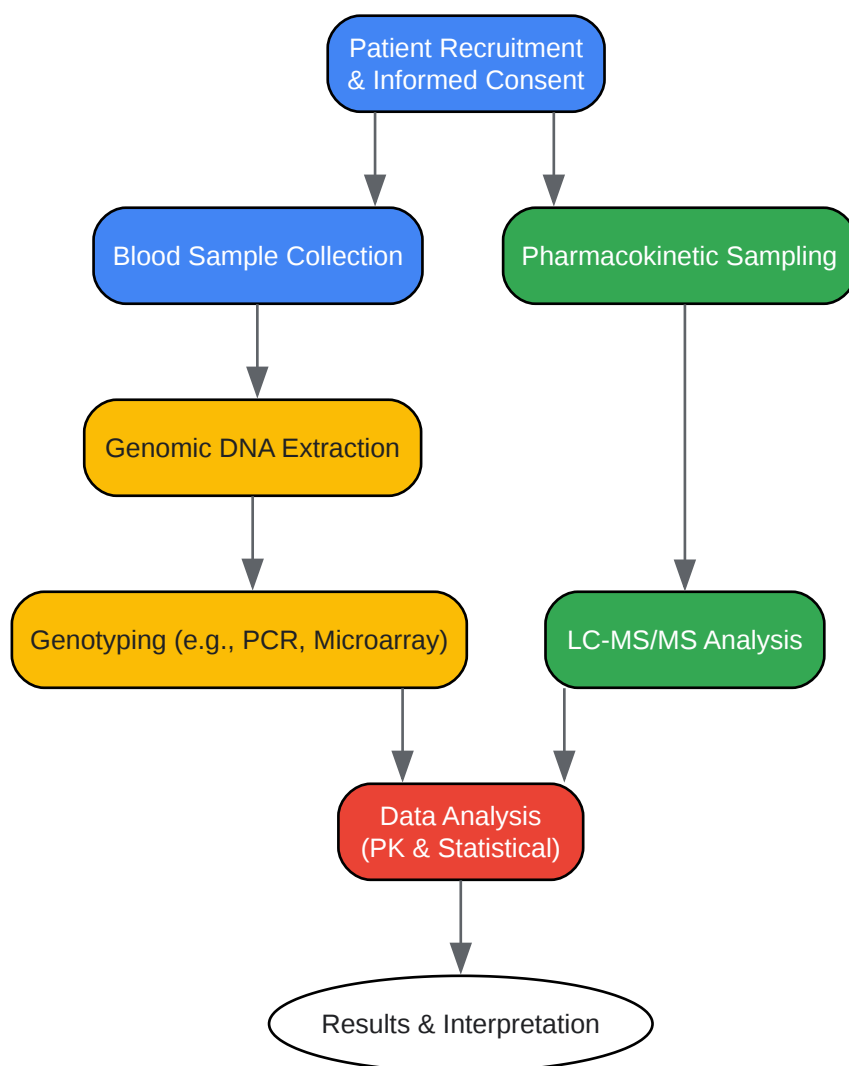 Patient Recruitment
& Informed Consent
Blood Sample Collection
Pharmacokinetic Sampling
Genomic DNA Extraction
Genotyping (e.g., PCR, Microarray)
LC-MS/MS Analysis
Data Analysis
(PK & Statistical)
Results & Interpretation